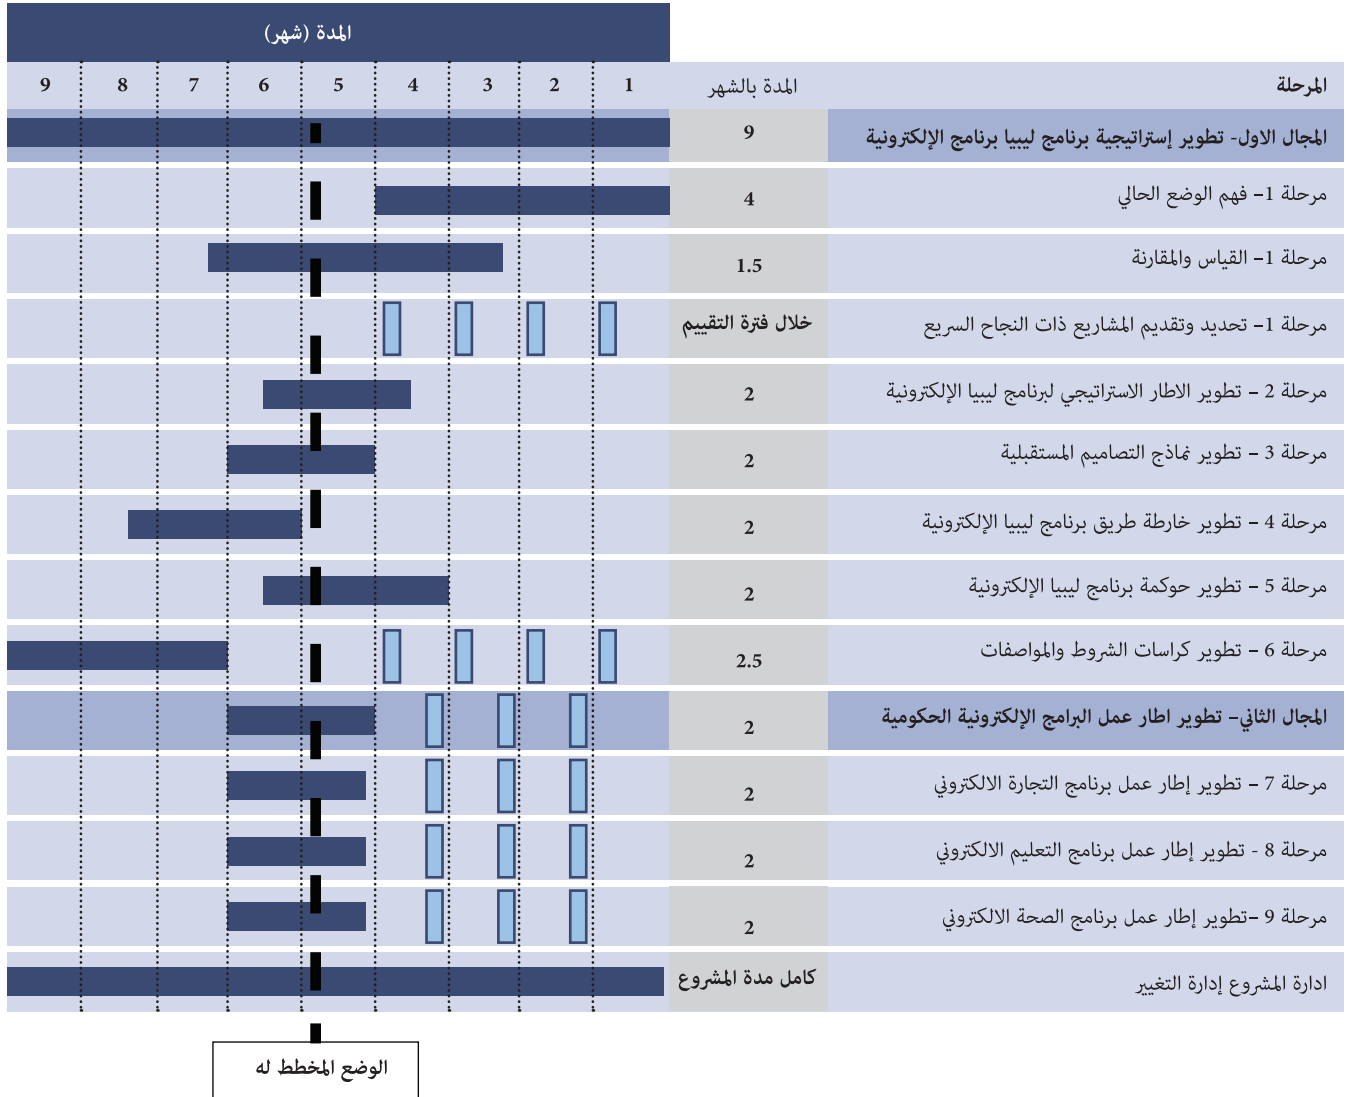 المدة (شهر)
المرحلة المدة بالشهر 1 2 3 4 5 6 7 8 9
المجال الاول- تطوير إستراتيجية برنامج ليبيا برنامج الإلكترونية 9
مرحلة 1– فهم الوضع الحالي 4
مرحلة 1– القياس والمقارنة 1.5
مرحلة 1– تحديد وتقديم المشاريع ذات النجاح السريع خلال فترة التقييم
مرحلة 2 – تطوير الاطار الاستراتيجي لبرنامج ليبيا الإلكترونية 2
مرحلة 3 – تطوير نماذج التصاميم المستقبلية 2
مرحلة 4 – تطوير خارطة طريق برنامج ليبيا الإلكترونية 2
مرحلة 5 – تطوير حوكمة برنامج ليبيا الإلكترونية 2
مرحلة 6 – تطوير كراسات الشروط والمواصفات 2.5
المجال الثاني– تطوير اطار عمل البرامج الإلكترونية الحكومية 2
مرحلة 7 – تطوير إطار عمل برنامج التجارة الالكتروني 2
مرحلة 8 - تطوير إطار عمل برنامج التعليم الالكتروني 2
مرحلة 9 –تطوير إطار عمل برنامج الصحة الالكتروني 2
ادارة المشروع إدارة التغيير كامل مدة المشروع
الوضع المخطط له